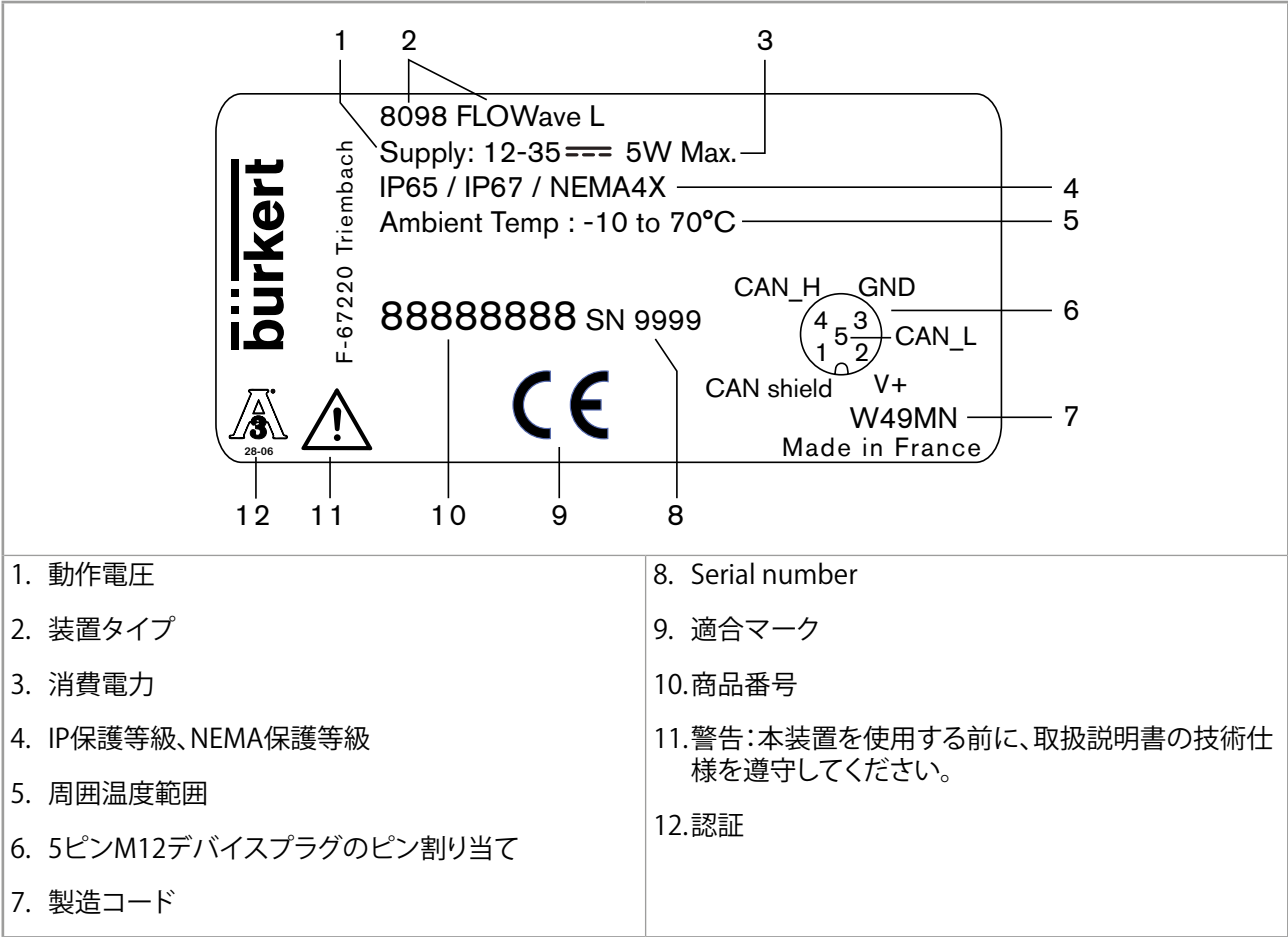 1 2 3
8098 FLOWave L
Supply: 12-35 5W Max.
IP65 / IP67 / NEMA4X 4
Ambient Temp : -10 to 70°C 5
bürkert
F-67220 Triembach
88888888 SN 9999
CAN_H GND
6
4 3
5 CAN_L
1 2
CAN shield V+
W49MN 7
Made in France
A
3
28-06
CE
12 11 10 9 8
1. 動作電圧
2. 装置タイプ
3. 消費電力
4. IP保護等級、NEMA保護等級
5. 周囲温度範囲
6. 5ピンM12デバイスプラグのピン割り当て
7. 製造コード
8. Serial number
9. 適合マーク
10.商品番号
11.警告：本装置を使用する前に、取扱説明書の技術仕
様を遵守してください。
12.認証